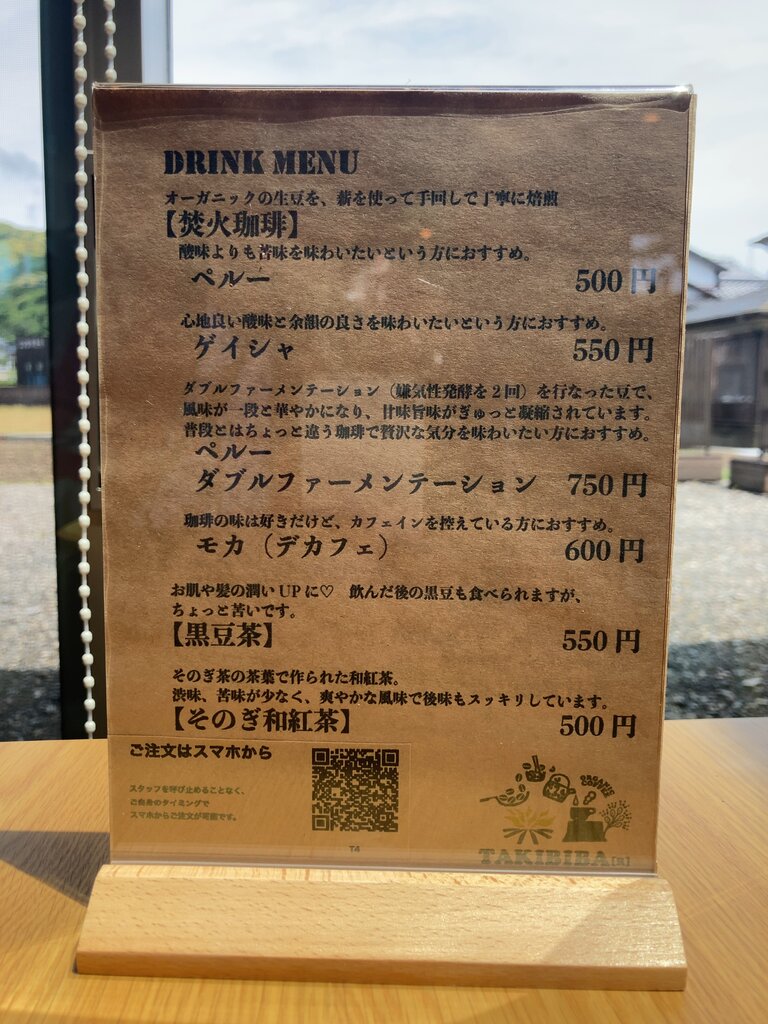 DRINK MENU
オーガニックの生豆を、薪を使って手回しで丁寧に焙煎
【焚火珈琲】
酸味よりも苦味を味わいたいという方におすすめ。
ペルー 500円
心地良い酸味と余韻の良さを味わいたいという方におすすめ。
ゲイシャ 550円
ダブルファーメンテーション（嫌気性発酵を２回）を行なった豆で、
風味が一段と華やかになり、甘味旨味がぎゅっと凝縮されています。
普段とはちょっと違う珈琲で贅沢な気分を味わいたい方におすすめ。
ペルー
ダブルファーメンテーション 750円
珈琲の味は好きだけど、カフェインを控えている方におすすめ。
モカ（デカフェ） 600円
お肌や髪の潤いUPに♡ 飲んだ後の黒豆も食べられますが、
ちょっと苦いです。
【黒豆茶】 550円
そのぎ茶の茶葉で作られた和紅茶。
渋味、苦味が少なく、爽やかな風味で後味もスッキリしています。
【そのぎ和紅茶】 500円
ご注文はスマホから
スタッフを呼び止めることなく、
ご自身のタイミングで
スマホからご注文が可能です。
T4
ORGANIC
TAKIBIBA